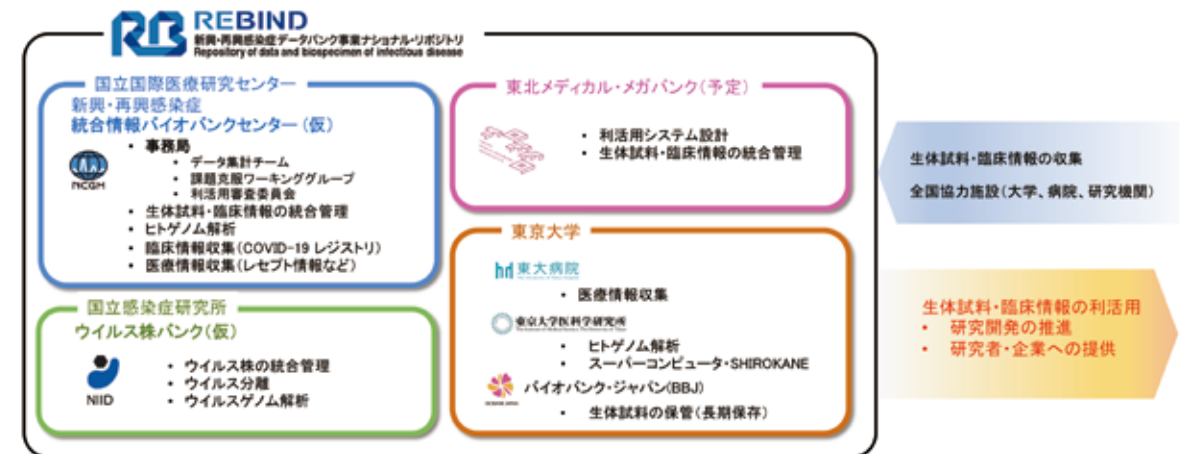 REBIND
新興・再興感染症データバンク事業ナショナル・リポジトリ
Repository of data and biospecimen of infectious disease
国立国際医療研究センター
新興・再興感染症
統合情報バイオバンクセンター（仮）
NCGM
• 事務局
• データ集計チーム
• 課題克服ワーキンググループ
• 利活用審査委員会
• 生体試料・臨床情報の統合管理
• ヒトゲノム解析
• 臨床情報収集（COVID-19 レジストリ）
• 医療情報収集（レセプト情報など）
国立感染症研究所
ウイルス株バンク（仮）
NIID
• ウイルス株の統合管理
• ウイルス分離
• ウイルスゲノム解析
東北メディカル・メガバンク（予定）
• 利活用システム設計
• 生体試料・臨床情報の統合管理
東京大学
東大病院
• 医療情報収集
東京大学医科学研究所
• ヒトゲノム解析
• スーパーコンピュータ・SHIROKANE
バイオバンク・ジャパン(BBJ)
• 生体試料の保管（長期保存）
生体試料・臨床情報の収集
全国協力施設（大学、病院、研究機関）
生体試料・臨床情報の利活用
• 研究開発の推進
• 研究者・企業への提供